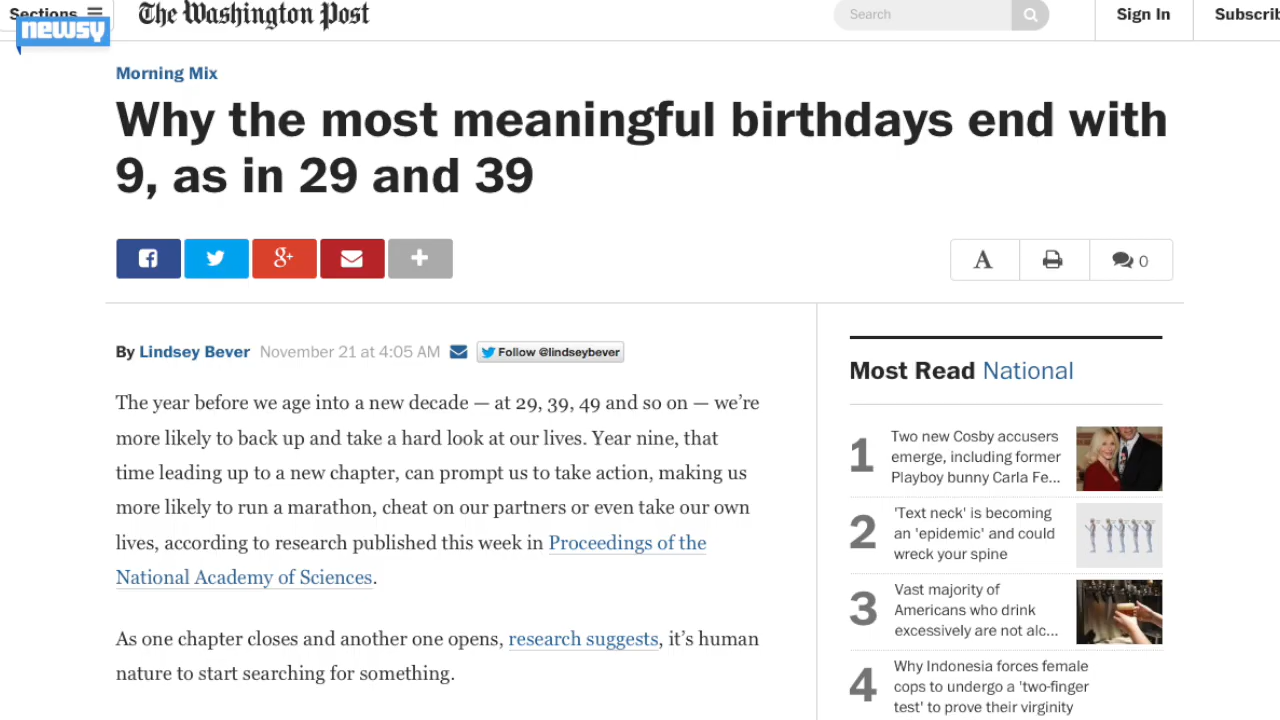 Sections
newsy
The Washington Post
Search
Sign In
Subscrib
Morning Mix
Why the most meaningful birthdays end with
9, as in 29 and 39
g+
A
0
By Lindsey Bever November 21 at 4:05 AM
Follow @lindseybever
The year before we age into a new decade — at 29, 39, 49 and so on — we’re
more likely to back up and take a hard look at our lives. Year nine, that
time leading up to a new chapter, can prompt us to take action, making us
more likely to run a marathon, cheat on our partners or even take our own
lives, according to research published this week in Proceedings of the
National Academy of Sciences.
As one chapter closes and another one opens, research suggests, it’s human
nature to start searching for something.
Most Read National
1
Two new Cosby accusers
emerge, including former
Playboy bunny Carla Fe...
2
'Text neck' is becoming
an 'epidemic' and could
wreck your spine
3
Vast majority of
Americans who drink
excessively are not alc...
4
Why Indonesia forces female
cops to undergo a 'two-finger
test' to prove their virginity